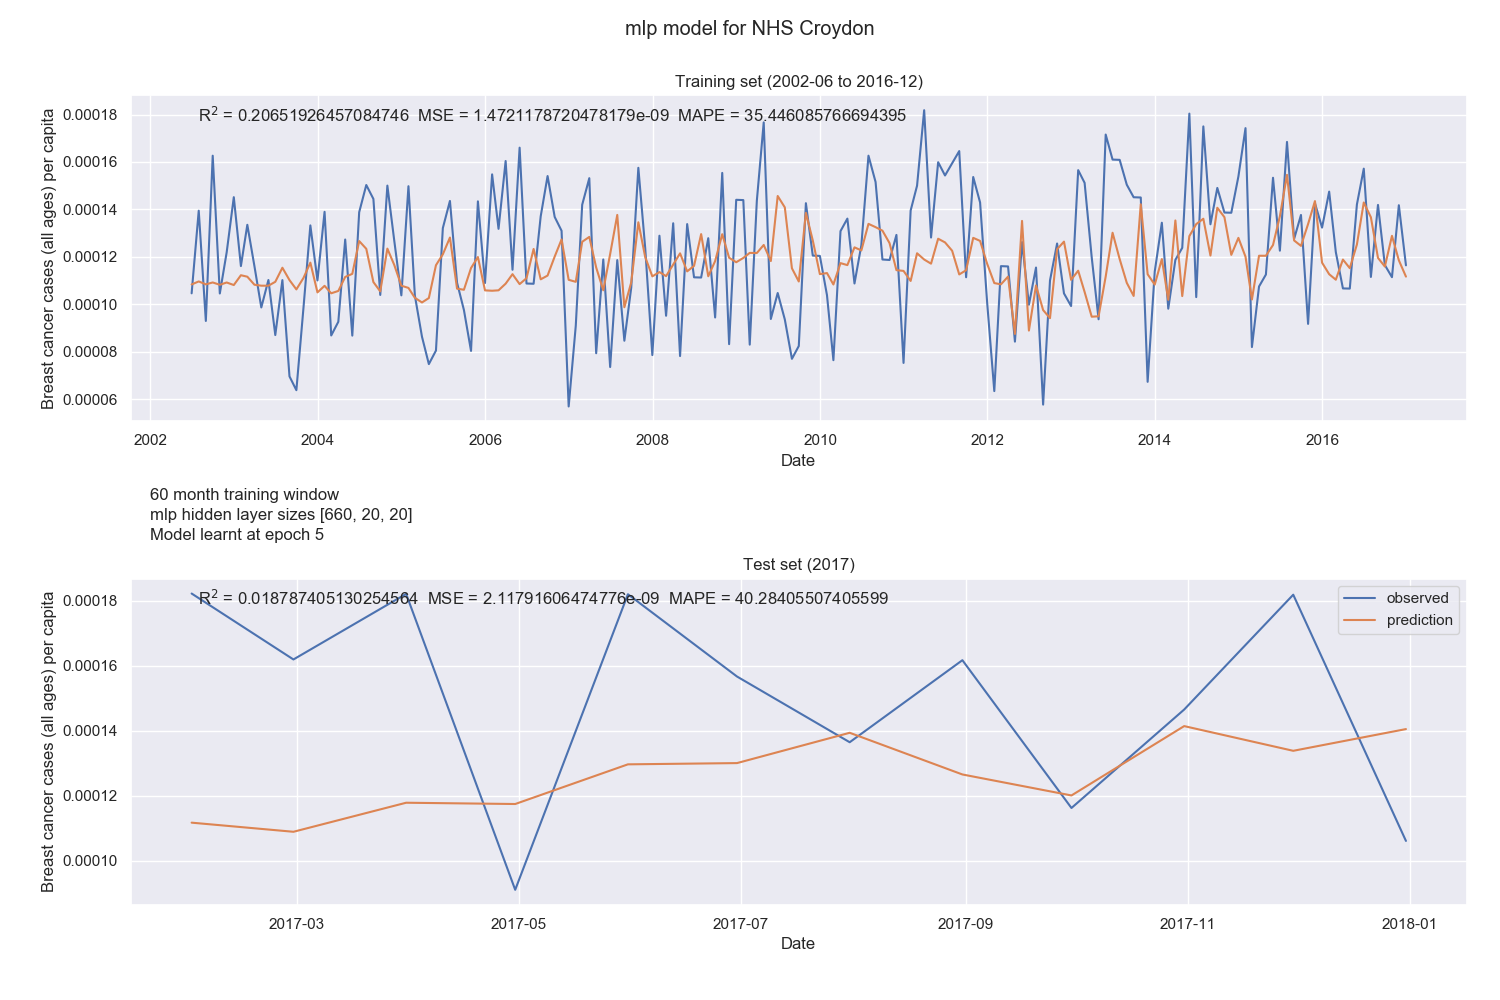 mlp model for NHS Croydon
Training set (2002-06 to 2016-12)
R² = 0.20651926457084746 MSE = 1.4721178720478179e-09 MAPE = 35.446085766694395
Breast cancer cases (all ages) per capita
0.00018
0.00016
0.00014
0.00012
0.00010
0.00008
0.00006
2002 2004 2006 2008 2010 2012 2014 2016
Date
60 month training window
mlp hidden layer sizes [660, 20, 20]
Model learnt at epoch 5
Test set (2017)
R² = 0.018787405130254564 MSE = 2.11791606474776e-09 MAPE = 40.28405507405599
observed
prediction
Breast cancer cases (all ages) per capita
0.00018
0.00016
0.00014
0.00012
0.00010
2017-03 2017-05 2017-07 2017-09 2017-11 2018-01
Date